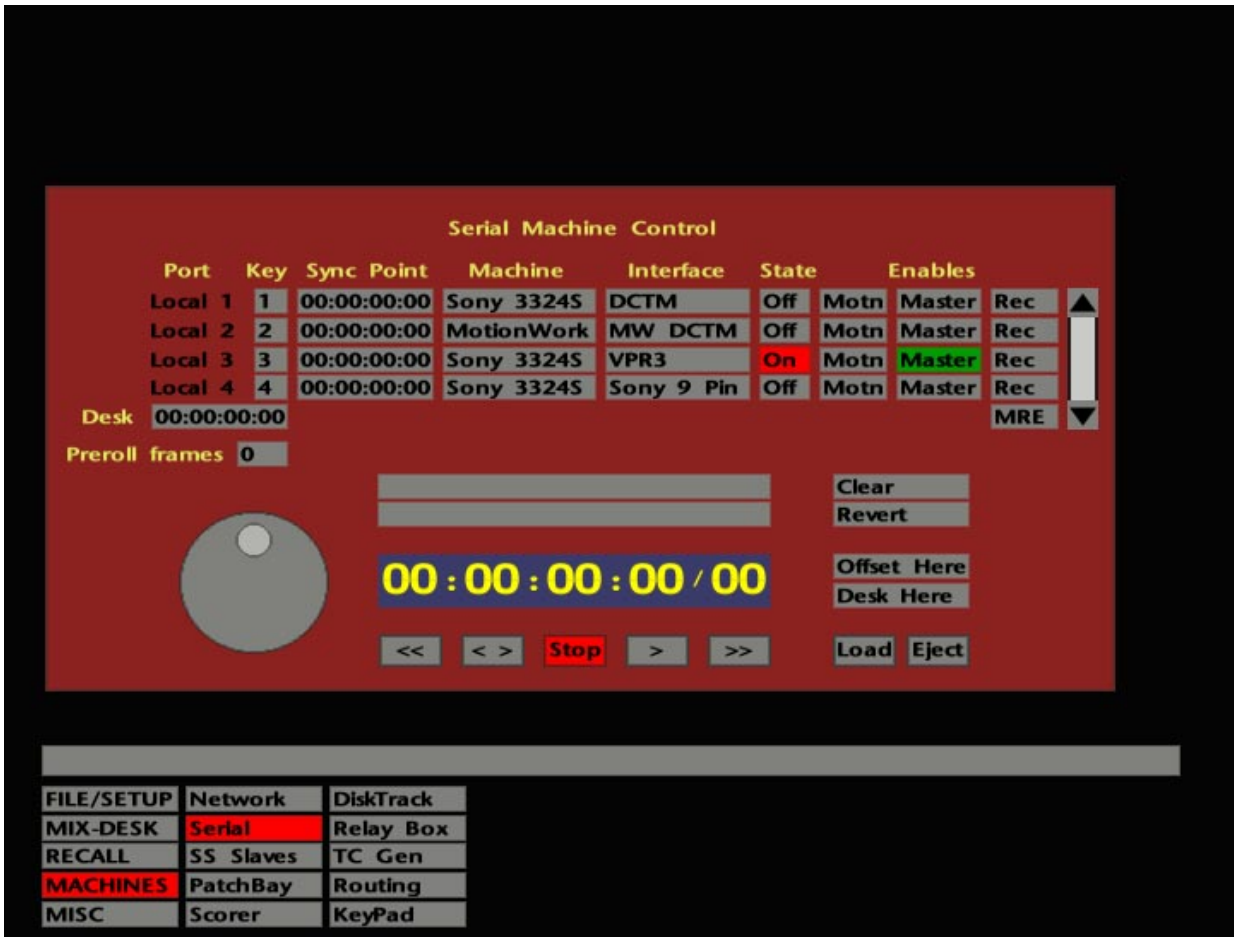 Serial Machine Control
Port Key Sync Point Machine Interface State Enables
Local 1 1 00:00:00:00 Sony 3324S DCTM Off Motn Master Rec
Local 2 2 00:00:00:00 MotionWork MW DCTM Off Motn Master Rec
Local 3 3 00:00:00:00 Sony 3324S VPR3 On Motn Master Rec
Local 4 4 00:00:00:00 Sony 3324S Sony 9 Pin Off Motn Master Rec
Desk 00:00:00:00 MRE
Preroll frames 0
Clear
Revert
00:00:00:00/00
Offset Here
Desk Here
<< < > Stop > >> Load Eject
FILE/SETUP Network DiskTrack
MIX-DESK Serial Relay Box
RECALL SS Slaves TC Gen
MACHINES PatchBay Routing
MISC Scorer KeyPad